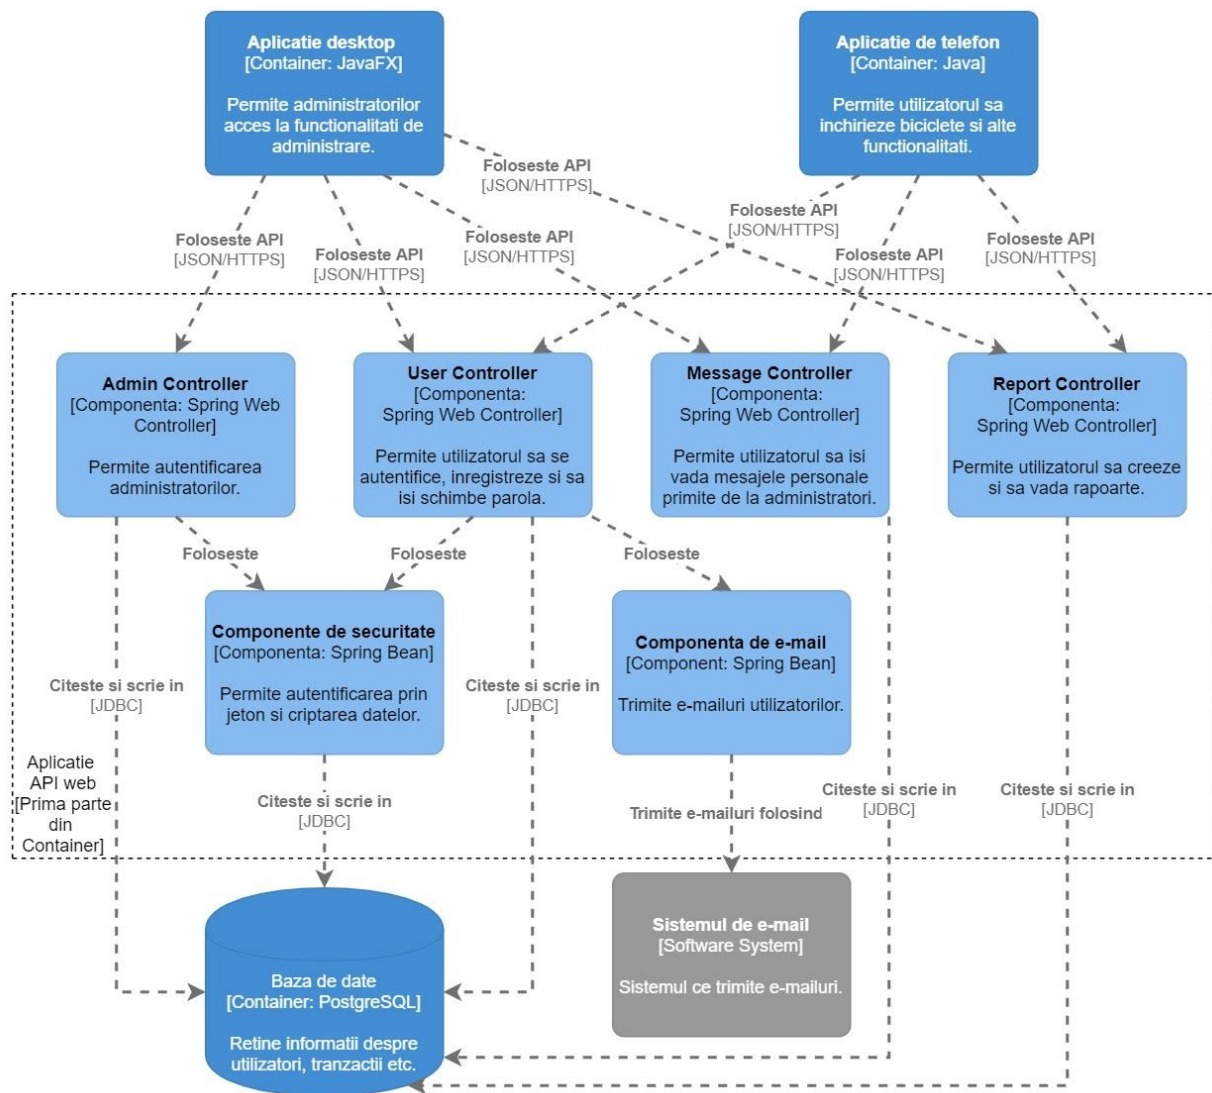 Aplicatie desktop
[Container: JavaFX]
Permite administratorilor
acces la functionalitati de
administrare.
Aplicatie de telefon
[Container: Java]
Permite utilizatorul sa
inchirieze biciclete si alte
functionalitati.
Foloseste API
[JSON/HTTPS]
Foloseste API
[JSON/HTTPS]
Foloseste API
[JSON/HTTPS]
Foloseste API
[JSON/HTTPS]
Foloseste API
[JSON/HTTPS]
Foloseste API
[JSON/HTTPS]
Foloseste API
[JSON/HTTPS]
Admin Controller
[Componenta: Spring Web
Controller]
Permite autentificarea
administratorilor.
User Controller
[Componenta:
Spring Web Controller]
Permite utilizatorul sa se
autentifice, inregistreze si sa
isi schimbe parola.
Message Controller
[Componenta:
Spring Web Controller]
Permite utilizatorul sa isi
vada mesajele personale
primite de la administratori.
Report Controller
[Componenta:
Spring Web Controller]
Permite utilizatorul sa creeze
si sa vada rapoarte.
Foloseste
Foloseste
Foloseste
Componente de securitate
[Componenta: Spring Bean]
Permite autentificarea prin
jeton si criptarea datelor.
Componenta de e-mail
[Component: Spring Bean]
Trimite e-mailuri utilizatorilor.
Citeste si scrie in
[JDBC]
Citeste si scrie in
[JDBC]
Aplicatie
API web
[Prima parte
din
Container]
Citeste si scrie in
[JDBC]
Trimite e-mailuri folosind
Citeste si scrie in
[JDBC]
Citeste si scrie in
[JDBC]
Baza de date
[Container: PostgreSQL]
Retine informatii despre
utilizatori, tranzactii etc.
Sistemul de e-mail
[Software System]
Sistemul ce trimite e-mailuri.